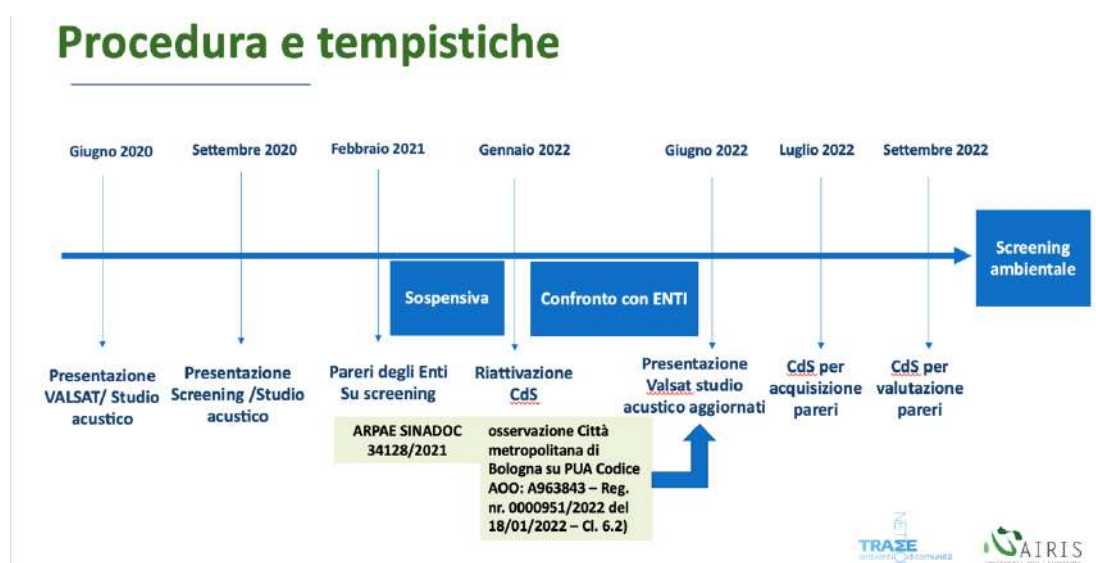 Procedura e tempistiche
Giugno 2020
Settembre 2020
Febbraio 2021
Gennaio 2022
Giugno 2022
Luglio 2022
Settembre 2022
Screening
ambientale
Sospensiva
Confronto con ENTI
Presentazione
VALSAT/ Studio
acustico
Presentazione
Screening /Studio
acustico
Pareri degli Enti
Su screening
Riattivazione
CdS
Presentazione
Valsat studio
acustico aggiornati
CdS per
acquisizione
pareri
CdS per
valutazione
pareri
ARPAE SINADOC
34128/2021
osservazione Città
metropolitana di
Bologna su PUA Codice
AOO: A963843 – Reg.
nr. 0000951/2022 del
18/01/2022 – Cl. 6.2)
AIRIS